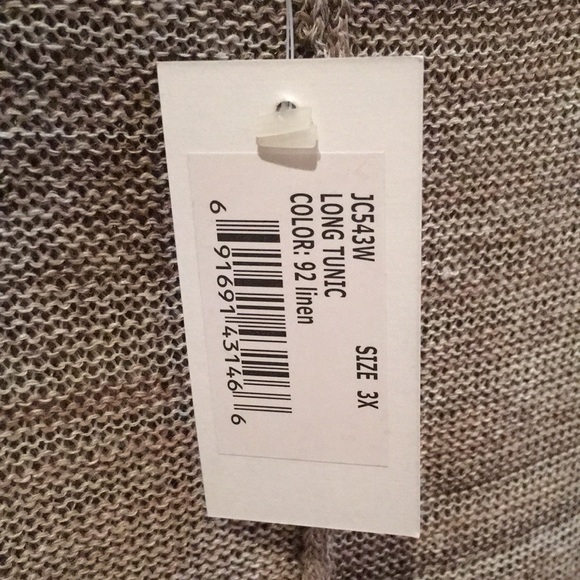 JC543W
LONG TUNIC SIZE 3X
COLOR: 92 linen
6 91691 43146 6